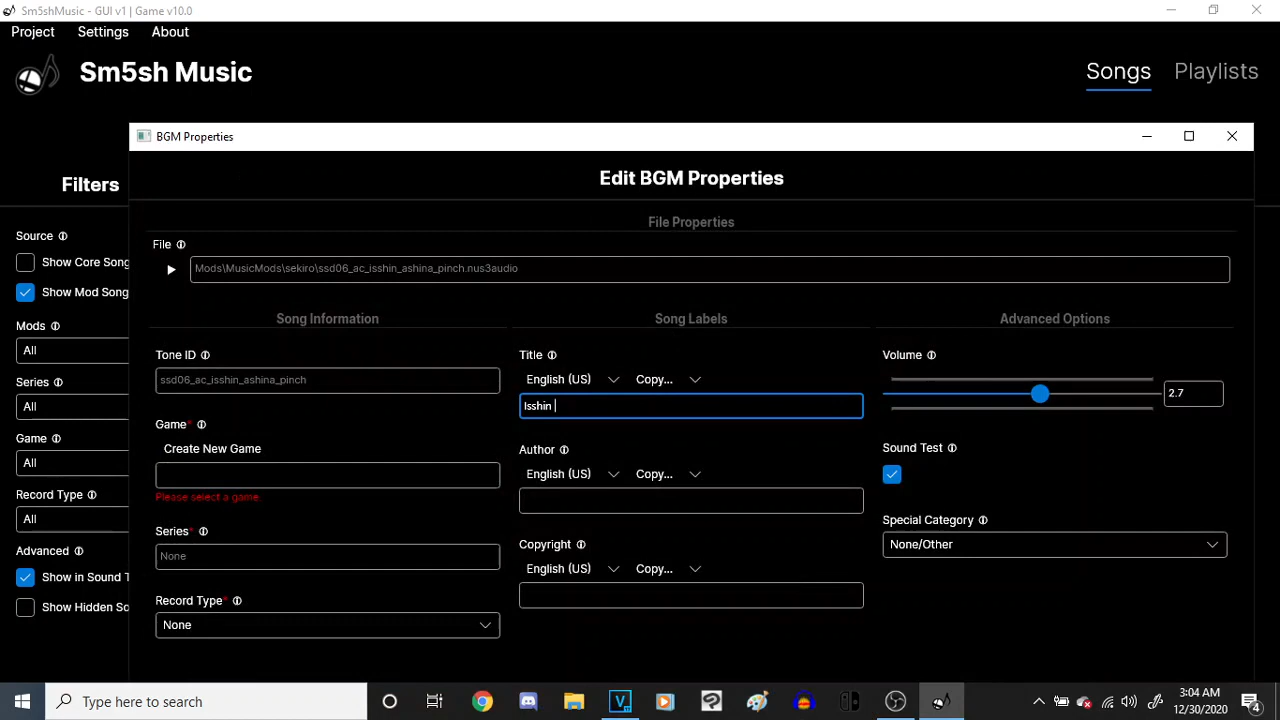 Sm5shMusic - GUI v1 | Game v10.0
Project Settings About
Sm5sh Music
Songs Playlists
BGM Properties
Edit BGM Properties
Filters
File Properties
Source
File
Show Core Song
Mods\MusicMods\sekiro\ssd06_ac_isshin_ashina_pinch.nus3audio
Show Mod Song
Song Information Song Labels Advanced Options
Mods
All
Tone ID
Title
Volume
Series
ssd06_ac_isshin_ashina_pinch
English (US) Copy...
2.7
All
Isshin
Game
Game*
Create New Game
Author
Sound Test
All
English (US) Copy...
Record Type
Please select a game.
All
Series*
Special Category
Advanced
None
Copyright
None/Other
Show in Sound T
English (US) Copy...
Show Hidden So
Record Type*
None
Type here to search
3:04 AM
12/30/2020
4